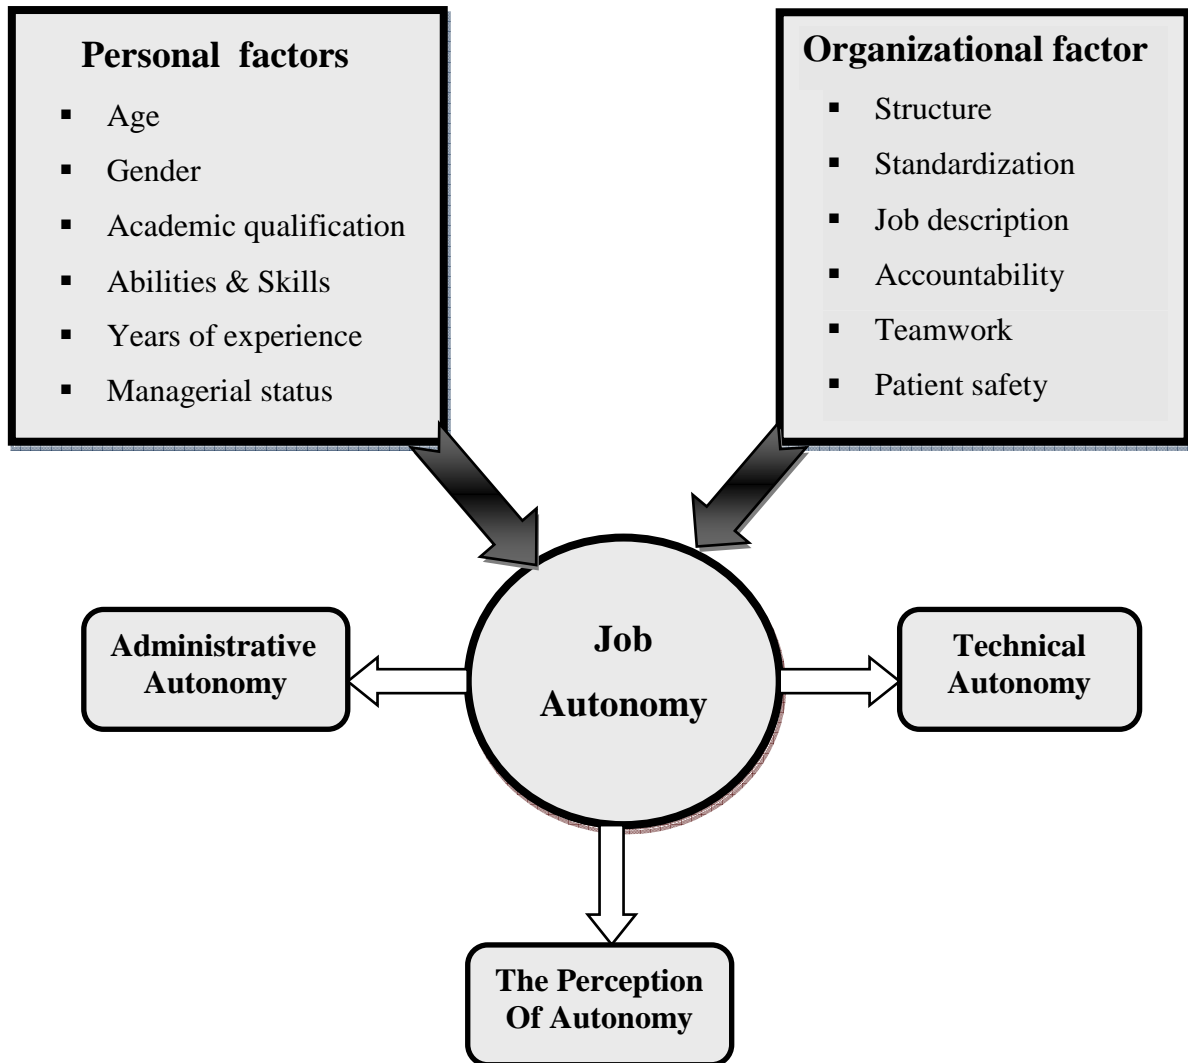 Personal factors
▪ Age
▪ Gender
▪ Academic qualification
▪ Abilities & Skills
▪ Years of experience
▪ Managerial status
Organizational factor
▪ Structure
▪ Standardization
▪ Job description
▪ Accountability
▪ Teamwork
▪ Patient safety
Job
Autonomy
Administrative
Autonomy
Technical
Autonomy
The Perception
Of Autonomy